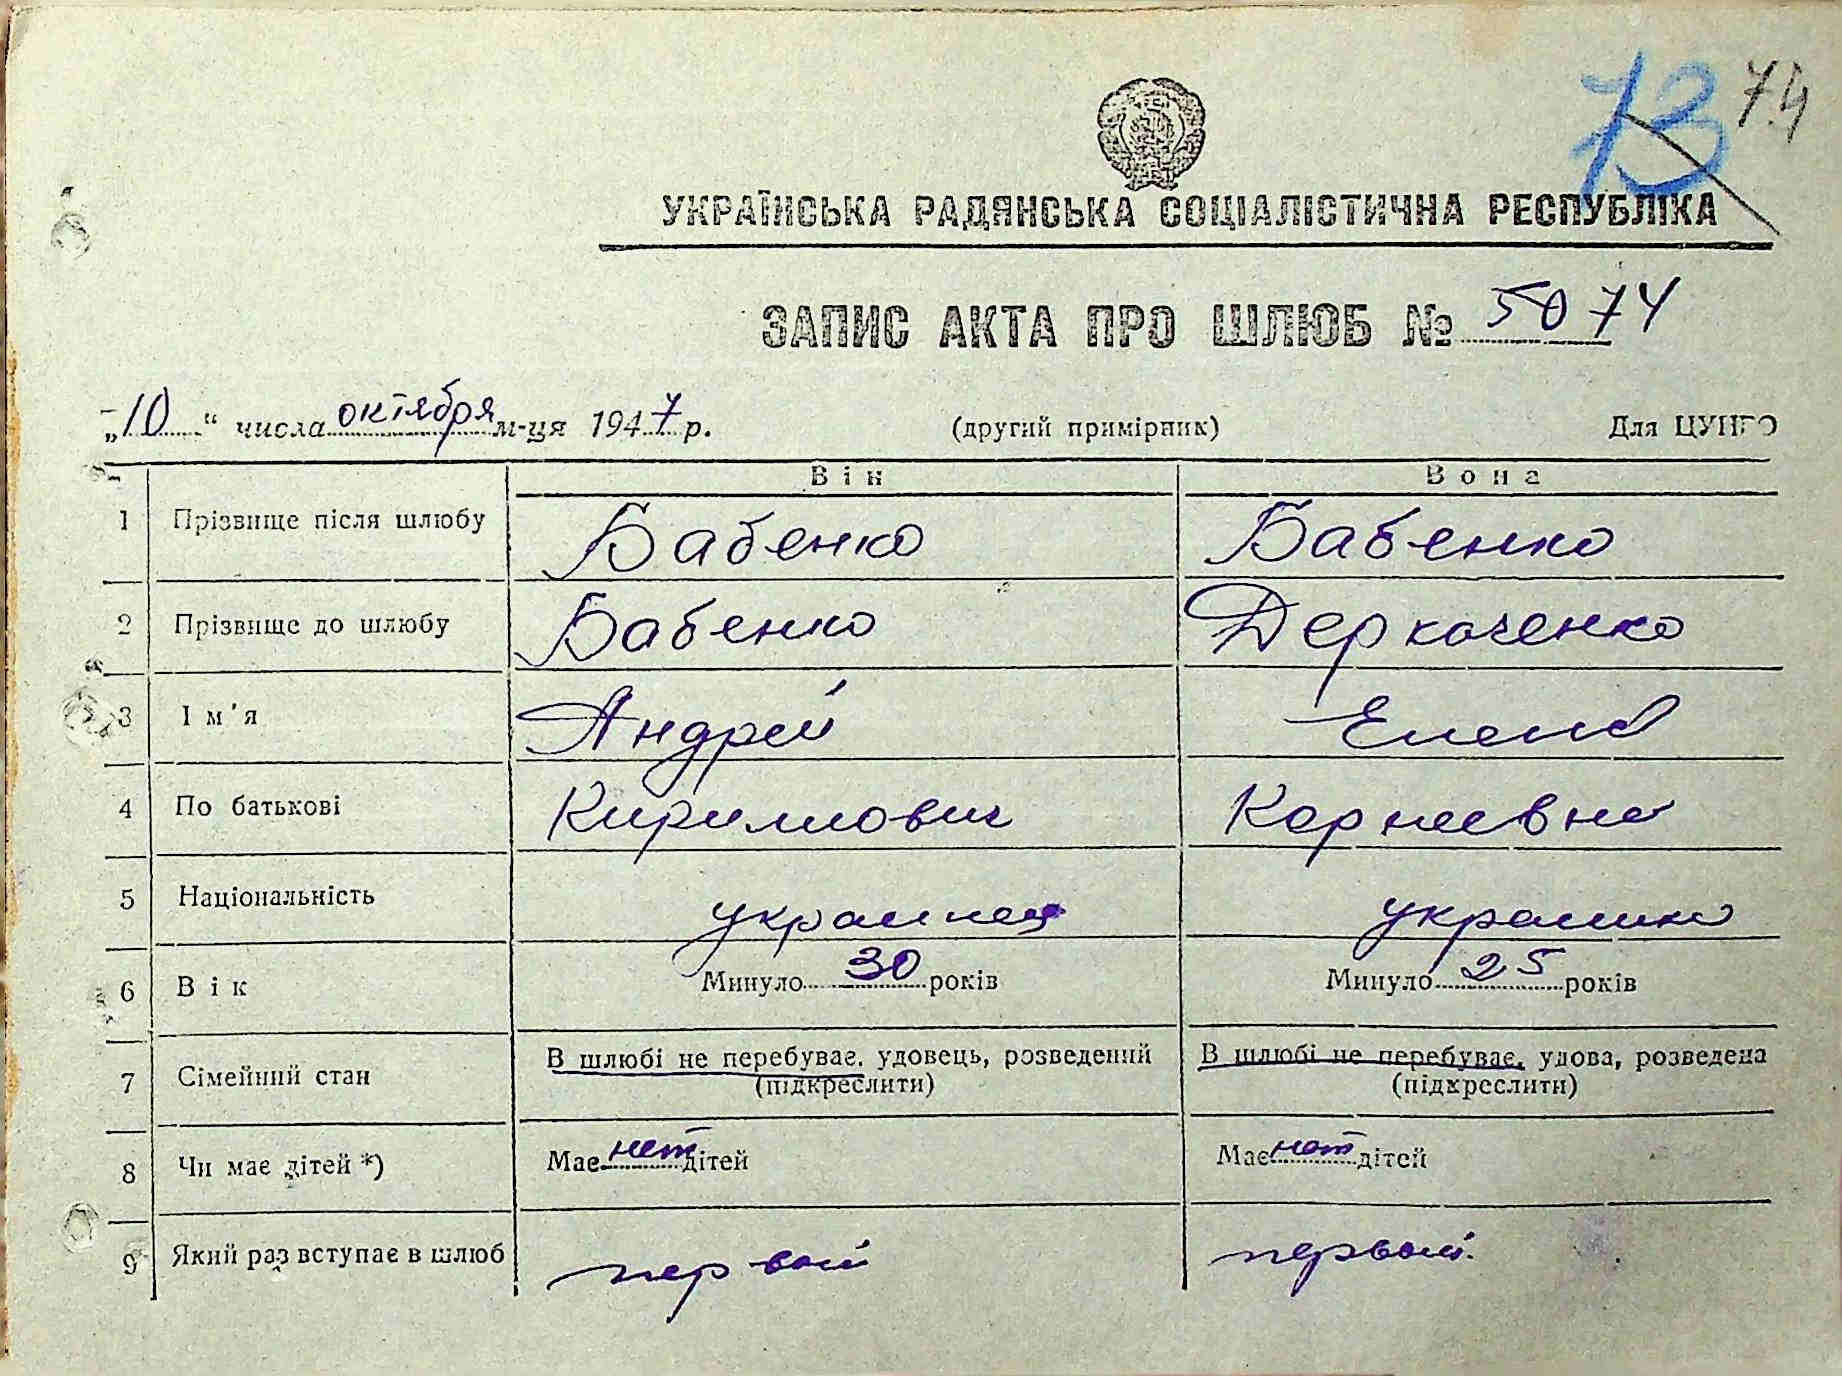 73 74
УКРАЇНСЬКА РАДЯНСЬКА СОЦІАЛІСТИЧНА РЕСПУБЛІКА
ЗАПИС АКТА ПРО ШЛЮБ № 5074
„10“ числа октября м-ця 1947 р. (другий примірник) Для ЦУНГО
Він Вона
1 Прізвище після шлюбу Бабенко Бабенко
2 Прізвище до шлюбу Бабенко Деркаченко
3 Ім'я Андрей Елена
4 По батькові Кириллович Корнеевна
5 Національність украинец украинка
6 Вік Минуло 30 років Минуло 25 років
7 Сімейний стан В шлюбі не перебуває, удовець, розведений В шлюбі не перебуває, удова, розведена
(підкреслити) (підкреслити)
8 Чи має дітей *) Має нет дітей Має нет дітей
9 Який раз вступає в шлюб первый первый